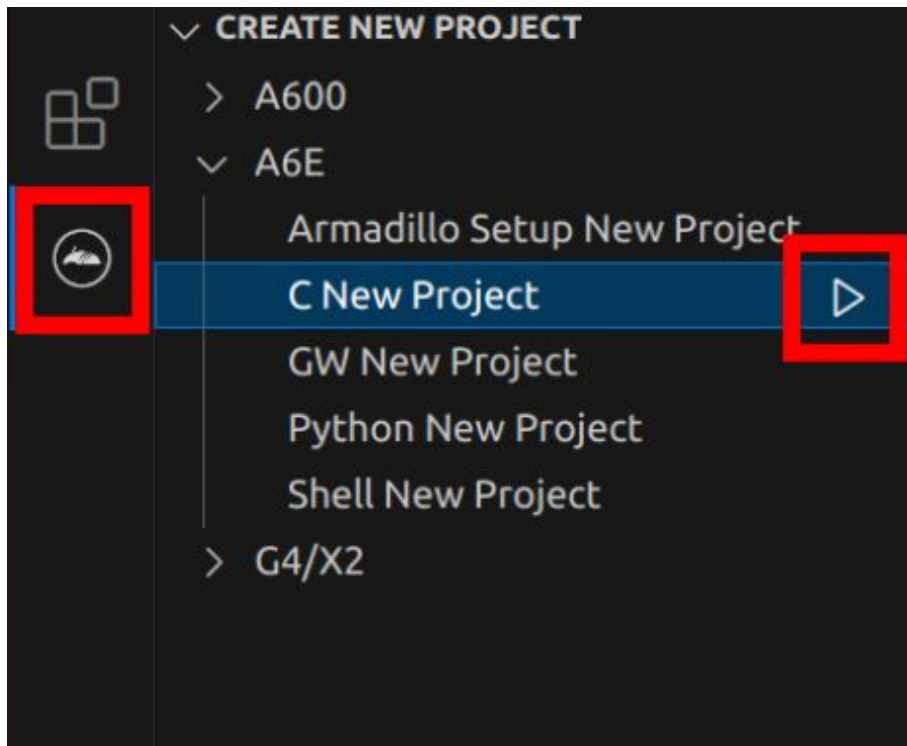 CREATE NEW PROJECT
A600
A6E
Armadillo Setup New Project
C New Project
GW New Project
Python New Project
Shell New Project
G4/X2